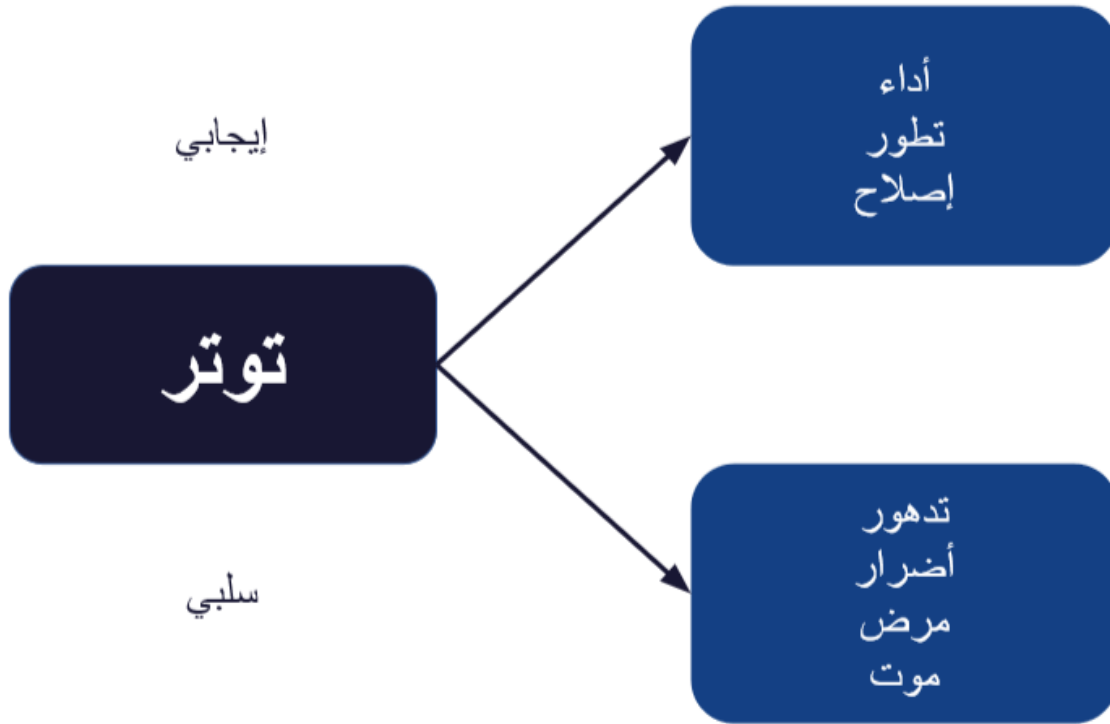 إيجابي
أداء
تطور
إصلاح
توتر
سلبي
تدهور
أضرار
مرض
موت